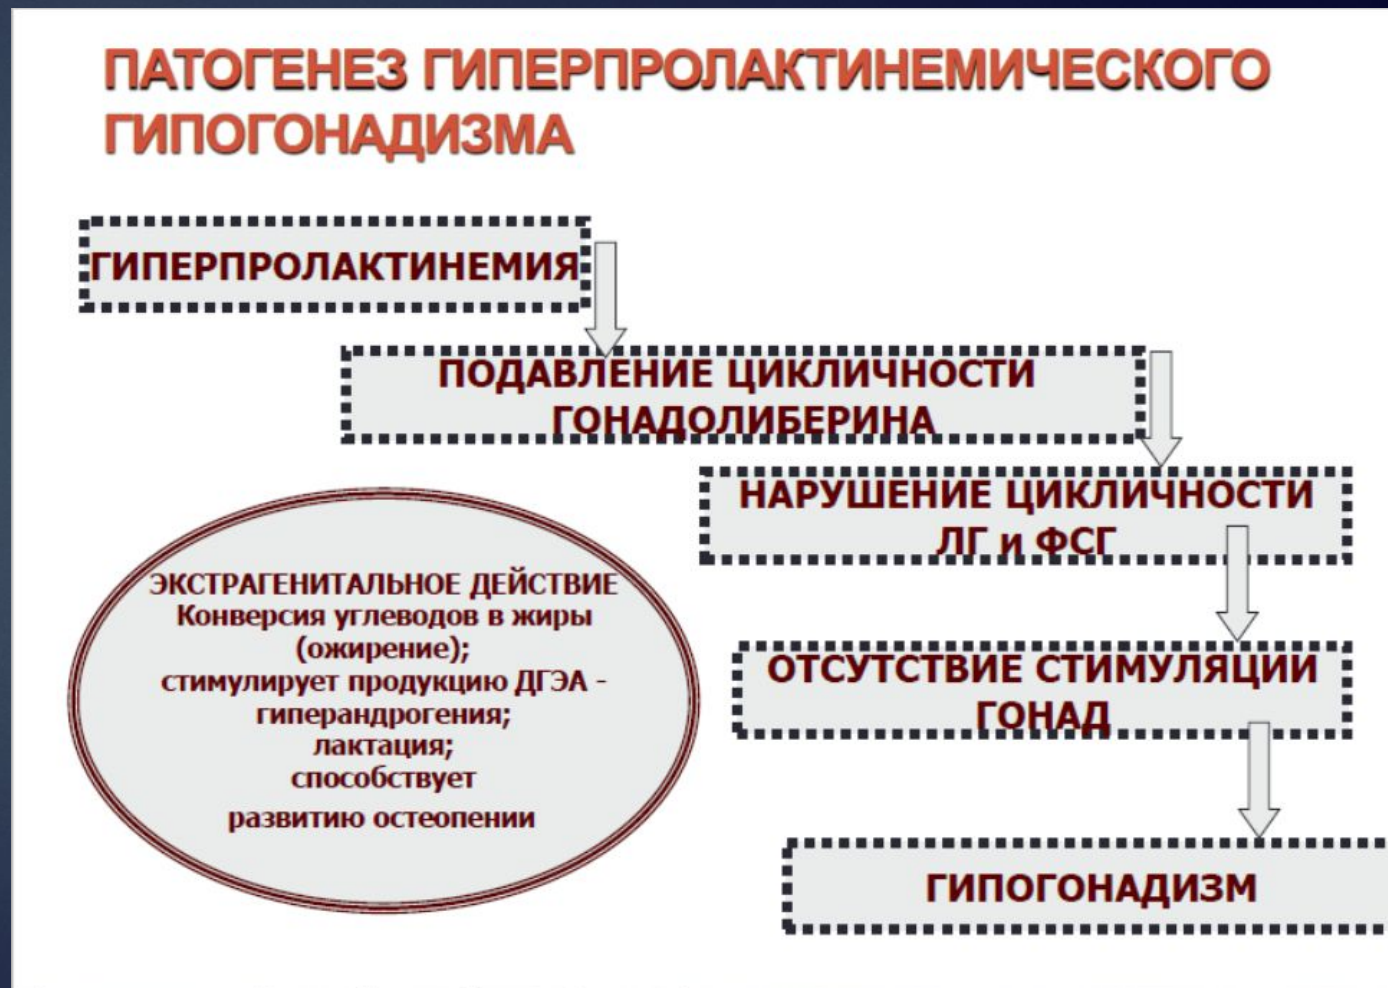 ПАТОГЕНЕЗ ГИПЕРПРОЛАКТИНЕМИЧЕСКОГО
ГИПОГОНАДИЗМА
ГИПЕРПРОЛАКТИНЕМИЯ
ПОДАВЛЕНИЕ ЦИКЛИЧНОСТИ
ГОНАДОЛИБЕРИНА
НАРУШЕНИЕ ЦИКЛИЧНОСТИ
ЛГ и ФСГ
ОТСУТСТВИЕ СТИМУЛЯЦИИ
ГОНАД
ГИПОГОНАДИЗМ
ЭКСТРАГЕНИТАЛЬНОЕ ДЕЙСТВИЕ
Конверсия углеводов в жиры
(ожирение);
стимулирует продукцию ДГЭА -
гиперандрогения;
лактация;
способствует
развитию остеопении